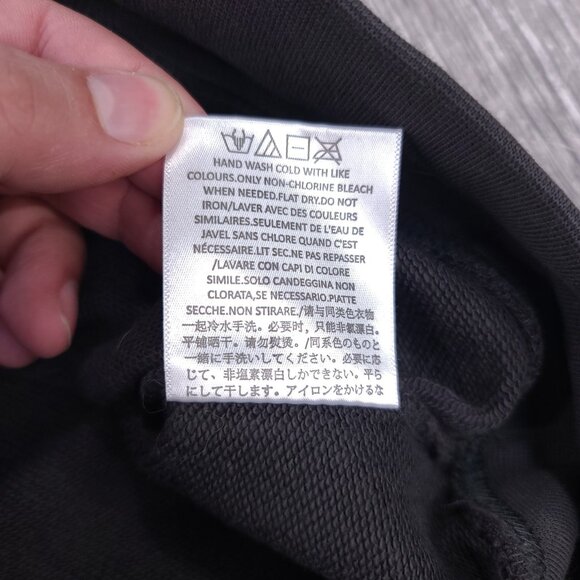 HAND WASH COLD WITH LIKE
COLOURS.ONLY NON-CHLORINE BLEACH
WHEN NEEDED.FLAT DRY.DO NOT
IRON/LAVER AVEC DES COULEURS
SIMILAIRES.SEULEMENT DE L'EAU DE
JAVEL SANS CHLORE QUAND C'EST
NÉCESSAIRE.LIT SEC.NE PAS REPASSER
/LAVARE CON CAPI DI COLORE
SIMILE.SOLO CANDEGGINA NON
CLORATA,SE NECESSARIO.PIATTE
SECCHE.NON STIRARE./请与同类色衣物
一起冷水手洗。必要时，只能非氯漂白。
平铺晒干。请勿熨烫。/同系色のものと
一緒に手洗いしてください。必要に応
じて、非塩素漂白しかできない。平ら
にして干します。アイロンをかけるな